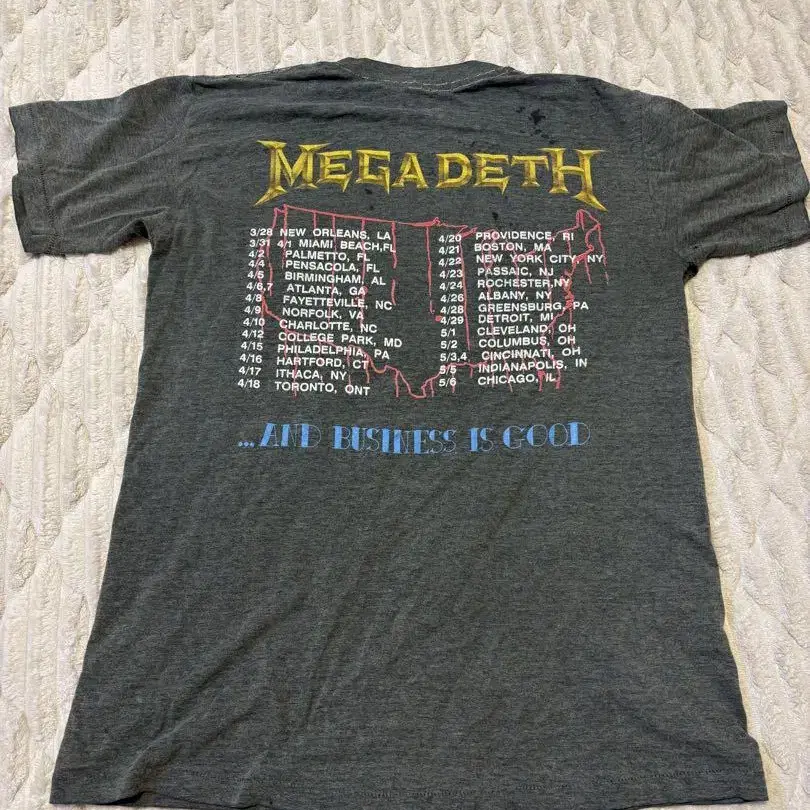 MEGADETH
3/28 NEW ORLEANS, LA
3/31 4/1 MIAMI BEACH, FL
4/2 PALMETTO, FL
4/4 PENSACOLA, FL
4/5 BIRMINGHAM, AL
4/6,7 ATLANTA, GA
4/8 FAYETTEVILLE, NC
4/9 NORFOLK, VA
4/10 CHARLOTTE, NC
4/12 COLLEGE PARK, MD
4/15 PHILADELPHIA, PA
4/16 HARTFORD, CT
4/17 ITHACA, NY
4/18 TORONTO, ONT
4/20 PROVIDENCE, RI
4/21 BOSTON, MA
4/22 NEW YORK CITY, NY
4/23 PASSAIC, NJ
4/24 ROCHESTER, NY
4/26 ALBANY, NY
4/28 GREENSBURG, PA
4/29 DETROIT, MI
5/1 CLEVELAND, OH
5/2 COLUMBUS, OH
5/3,4 CINCINNATI, OH
5/5 INDIANAPOLIS, IN
5/6 CHICAGO, IL
...AND BUSINESS IS GOOD